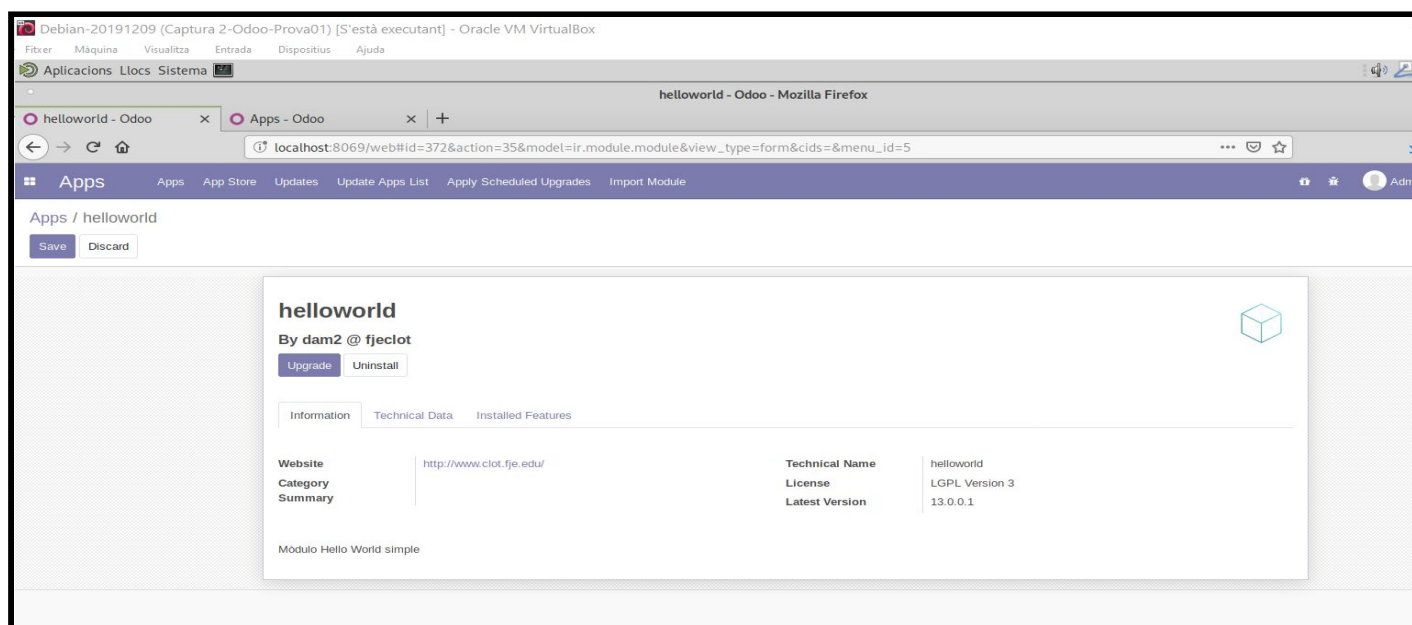 Debian-20191209 (Captura 2-Odoo-Prova01) [S'està executant] - Oracle VM VirtualBox
Fitxer Màquina Visualitza Entrada Dispositius Ajuda
Aplicacions Llocs Sistema
helloworld - Odoo - Mozilla Firefox
helloworld - Odoo × Apps - Odoo × +
localhost:8069/web#id=372&action=35&model=ir.module.module&view_type=form&cids=&menu_id=5
Apps Apps App Store Updates Update Apps List Apply Scheduled Upgrades Import Module Adm
Apps / helloworld
Save Discard
helloworld
By dam2 @ fjeclot
Upgrade Uninstall
Information Technical Data Installed Features
Website http://www.clot.fje.edu/ Technical Name helloworld
Category License LGPL Version 3
Summary Latest Version 13.0.0.1
Módulo Hello World simple